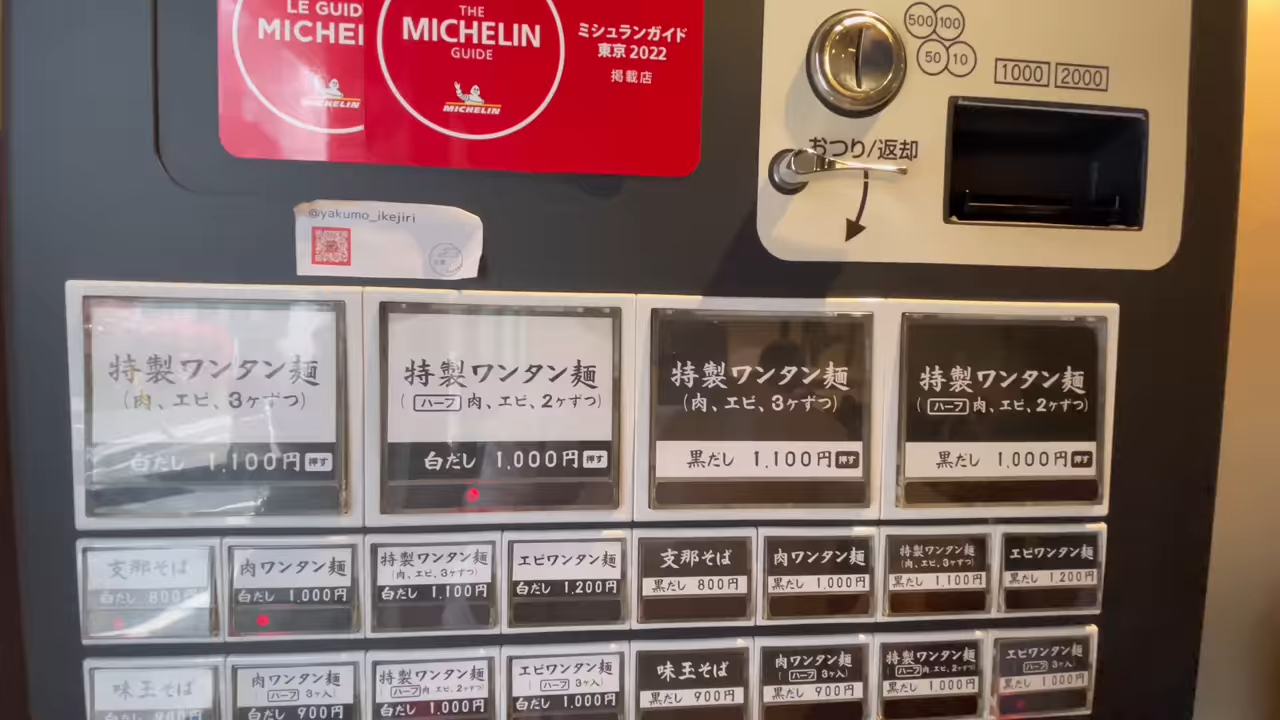 LE GUID
MICHEL
MICHELIN
THE
MICHELIN
GUIDE
MICHELIN
ミシュランガイド
東京 2022
掲載店
500 100
50 10
1000 2000
おつり/返却
@yakumo_ikejiri
特製ワンタン麺
(肉、エビ、3ヶずつ)
白だし 1,100円 押す
特製ワンタン麺
(ハーフ 肉、エビ、2ケずつ)
白だし 1,000円 押す
特製ワンタン麺
(肉、エビ、3ヶずつ)
黒だし 1,100円 押す
特製ワンタン麺
(ハーフ 肉、エビ、2ケずつ)
黒だし 1,000円 押す
支那そば
白だし 800円
肉ワンタン麺
白だし 1,000円
特製ワンタン麺
(肉、エビ、3ヶずつ)
白だし 1,100円
エビワンタン麺
白だし 1,200円
支那そば
黒だし 800円
肉ワンタン麺
黒だし 1,000円
特製ワンタン麺
(肉、エビ、3ヶずつ)
黒だし 1,100円
エビワンタン麺
黒だし 1,200円
味玉そば
白だし 900円
肉ワンタン麺
(ハーフ 3ヶ入)
白だし 900円
特製ワンタン麺
(ハーフ 肉、エビ、2ケずつ)
白だし 1,000円
エビワンタン麺
(ハーフ 3ヶ入)
白だし 1,000円
味玉そば
黒だし 900円
肉ワンタン麺
(ハーフ 3ヶ入)
黒だし 900円
特製ワンタン麺
(ハーフ 肉、エビ、2ケずつ)
黒だし 1,000円
エビワンタン麺
(ハーフ 3ヶ入)
黒だし 1,000円